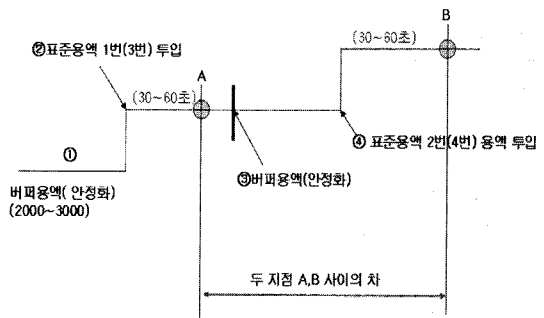 B
(30~60초)
②표준용액 1번(3번) 투입
A
(30~60초)
①
④ 표준용액 2번(4번) 용액 투입
③버퍼용액(안정화)
버퍼용액( 안정화)
(2000~3000)
두 지점 A,B 사이의 차